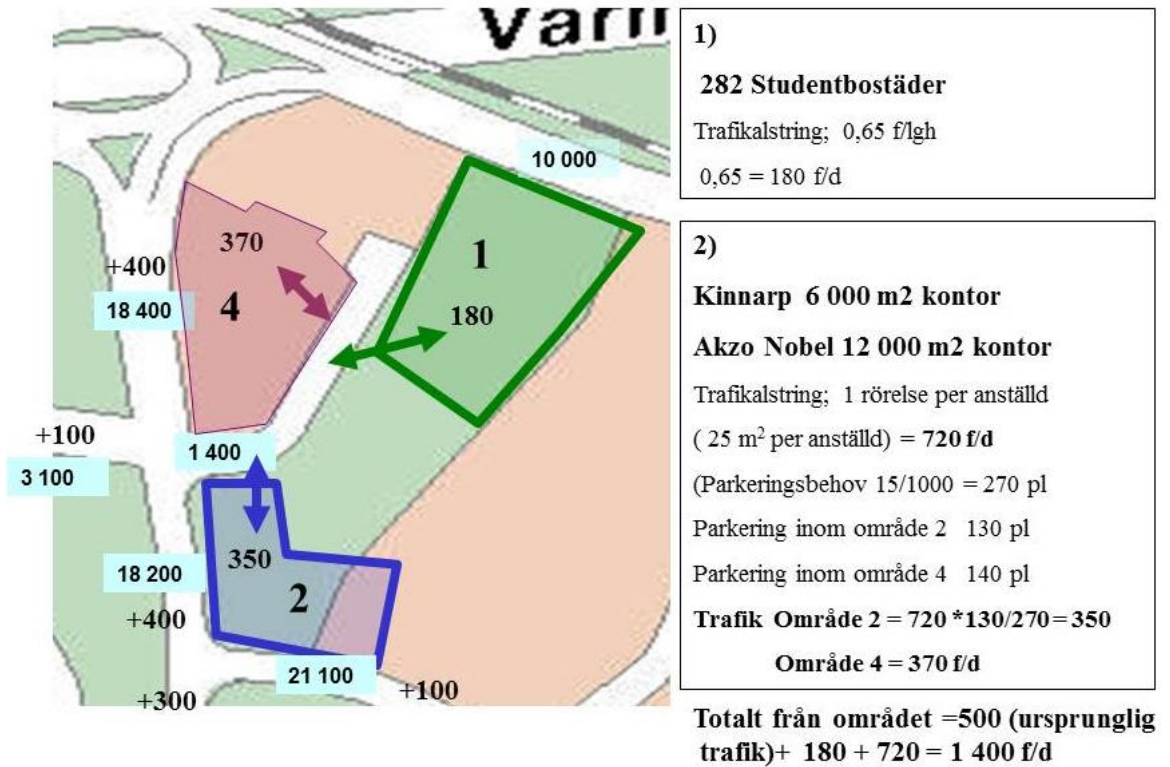 Varn
10 000
1
180
370
4
+400
18 400
+100
3 100
1 400
350
2
18 200
+400
21 100
+300
+100
1)
282 Studentbostäder
Trafikalstring; 0,65 f/lgh
0,65 = 180 f/d
2)
Kinnarp 6 000 m2 kontor
Akzo Nobel 12 000 m2 kontor
Trafikalstring; 1 rörelse per anställd
( 25 m² per anställd) = 720 f/d
(Parkeringsbehov 15/1000 = 270 pl
Parkering inom område 2 130 pl
Parkering inom område 4 140 pl
Trafik Område 2 = 720 *130/270= 350
Område 4 = 370 f/d
Totalt från området =500 (ursprunglig
trafik)+ 180 + 720 = 1 400 f/d